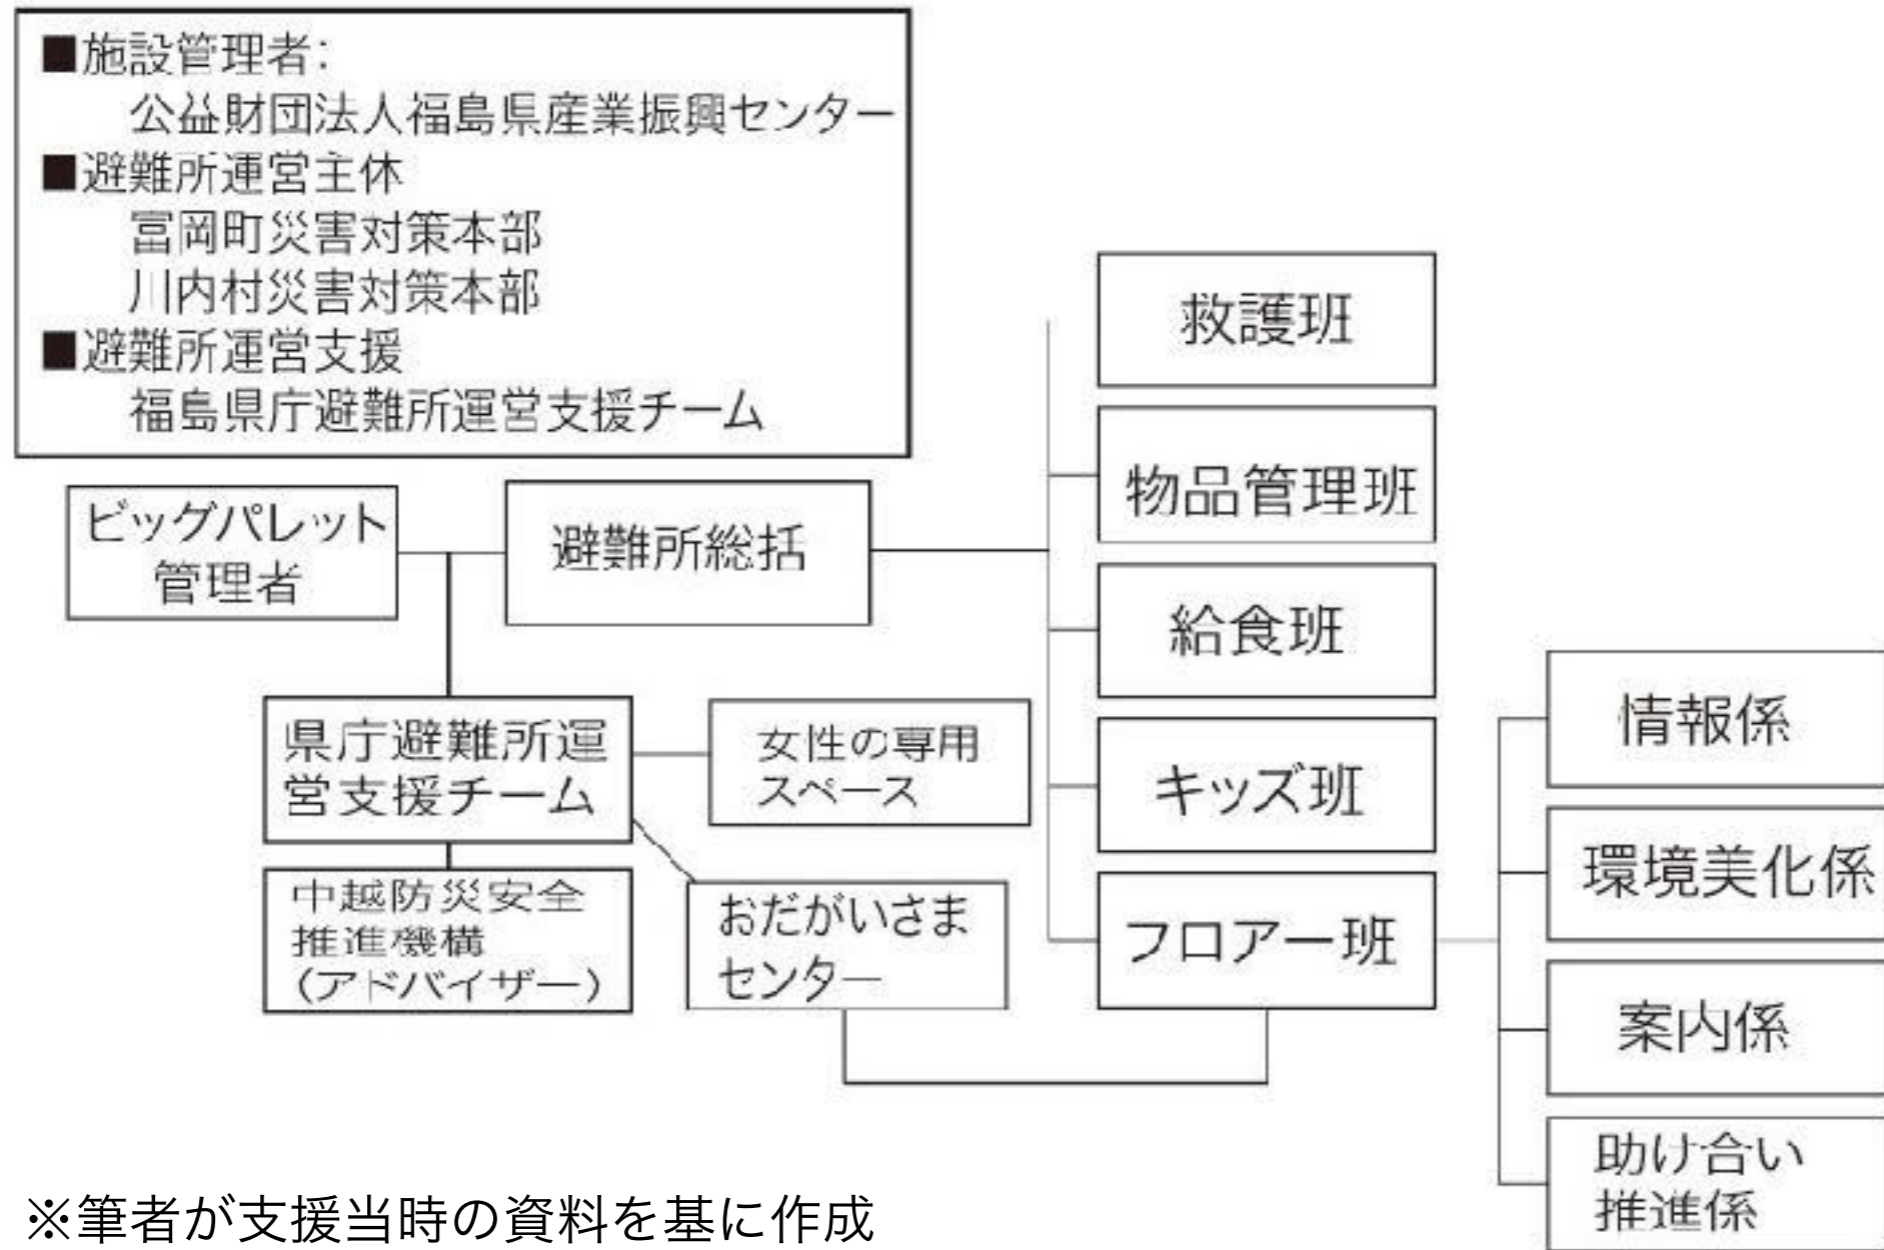 ■施設管理者：
公益財団法人福島県産業振興センター
■避難所運営主体
富岡町災害対策本部
川内村災害対策本部
■避難所運営支援
福島県庁避難所運営支援チーム
ビッグパレット
管理者
避難所総括
県庁避難所運
営支援チーム
女性の専用
スペース
中越防災安全
推進機構
（アドバイザー）
おだがいさま
センター
救護班
物品管理班
給食班
キッズ班
フロアー班
情報係
環境美化係
案内係
助け合い
推進係
※筆者が支援当時の資料を基に作成